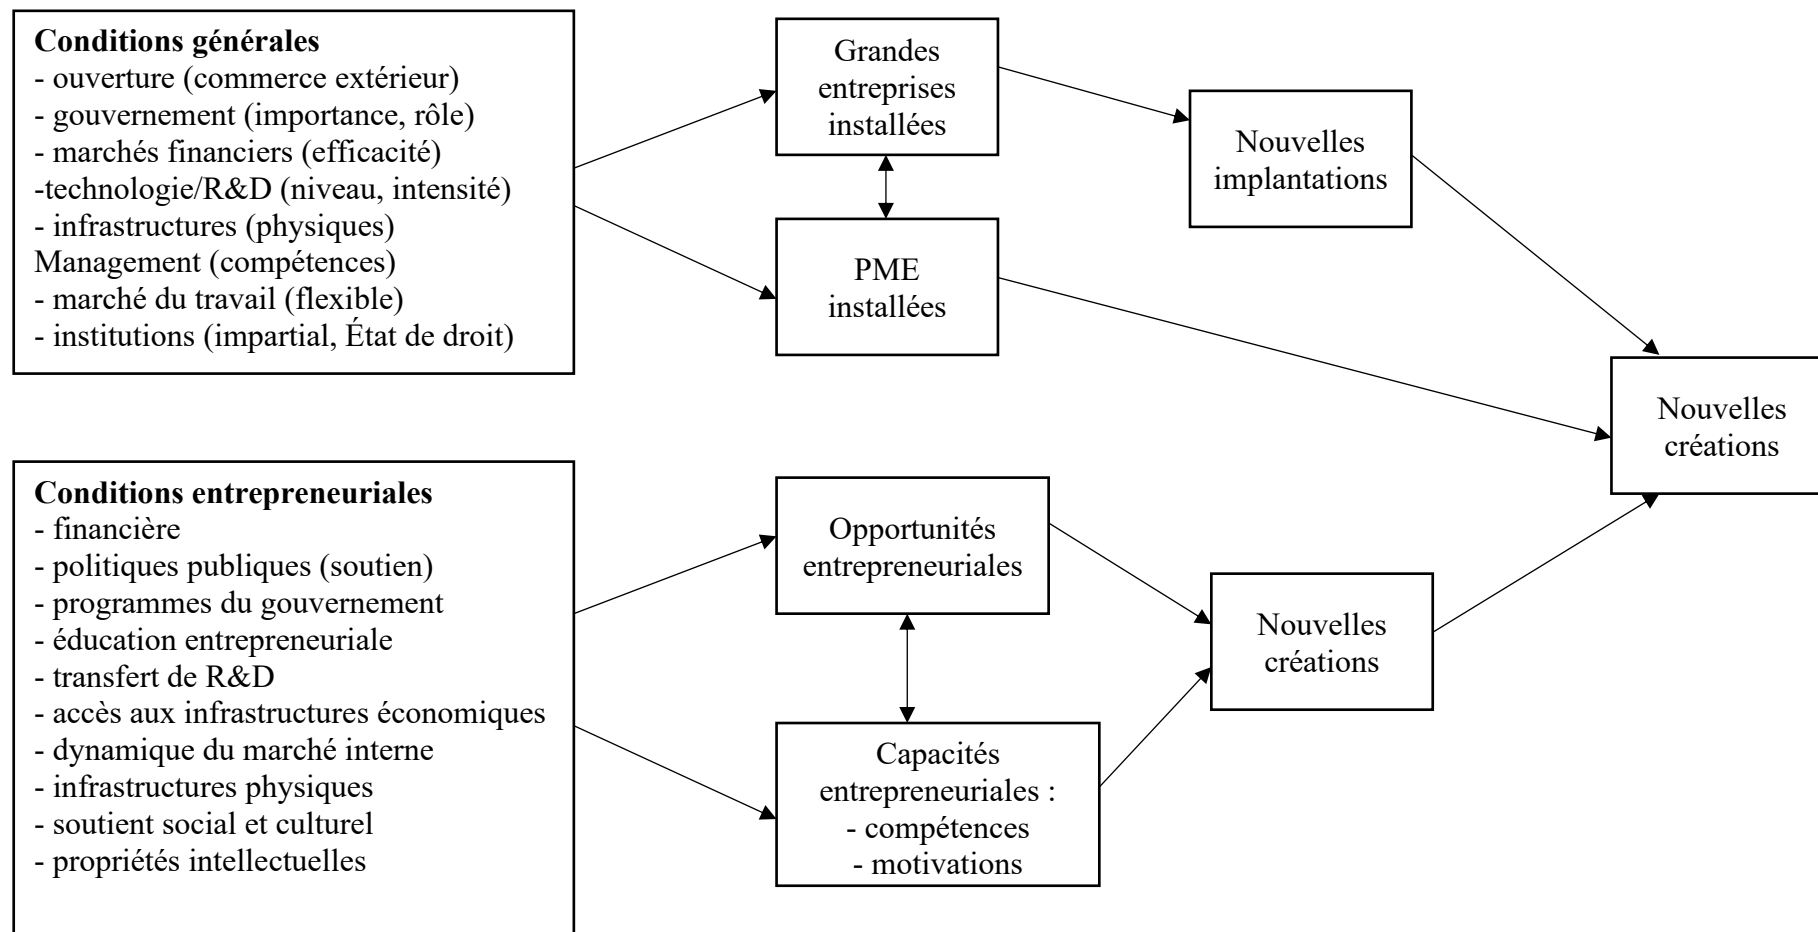 Conditions générales
- ouverture (commerce extérieur)
- gouvernement (importance, rôle)
- marchés financiers (efficacité)
-technologie/R&D (niveau, intensité)
- infrastructures (physiques)
Management (compétences)
- marché du travail (flexible)
- institutions (impartial, État de droit)
Grandes
entreprises
installées
PME
installées
Nouvelles
implantations
Nouvelles
créations
Conditions entrepreneuriales
- financière
- politiques publiques (soutien)
- programmes du gouvernement
- éducation entrepreneuriale
- transfert de R&D
- accès aux infrastructures économiques
- dynamique du marché interne
- infrastructures physiques
- soutient social et culturel
- propriétés intellectuelles
Opportunités
entrepreneuriales
Capacités
entrepreneuriales :
- compétences
- motivations
Nouvelles
créations